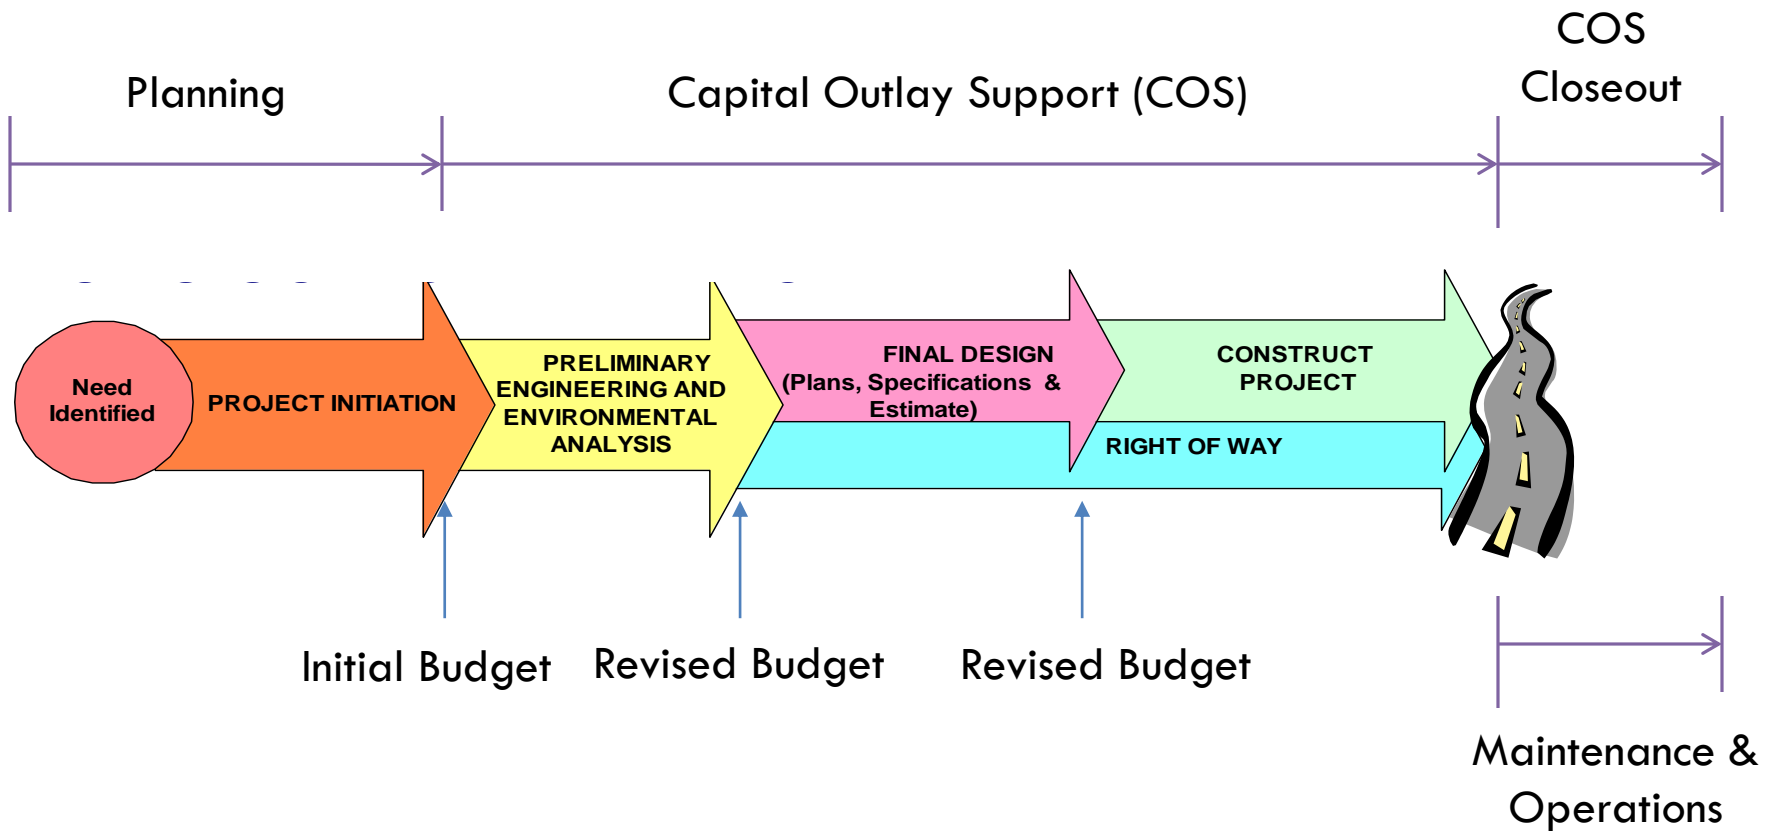 COS
Closeout
Planning
Capital Outlay Support (COS)
Need
Identified
PROJECT INITIATION
PRELIMINARY
ENGINEERING AND
ENVIRONMENTAL
ANALYSIS
FINAL DESIGN
(Plans, Specifications &
Estimate)
CONSTRUCT
PROJECT
RIGHT OF WAY
Initial Budget
Revised Budget
Revised Budget
Maintenance &
Operations